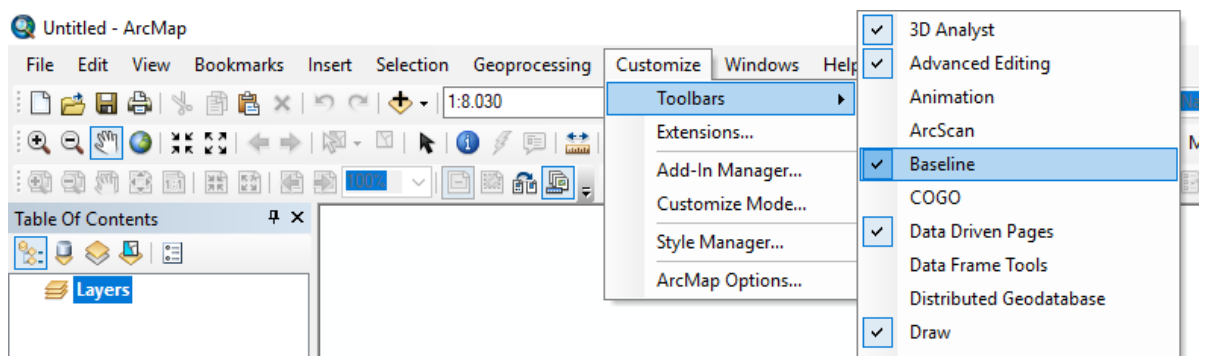 Untitled - ArcMap
File Edit View Bookmarks Insert Selection Geoprocessing Customize Windows Help
1:8.030
100%
Table Of Contents
Layers
Toolbars
Extensions...
Add-In Manager...
Customize Mode...
Style Manager...
ArcMap Options...
3D Analyst
Advanced Editing
Animation
ArcScan
Baseline
COGO
Data Driven Pages
Data Frame Tools
Distributed Geodatabase
Draw